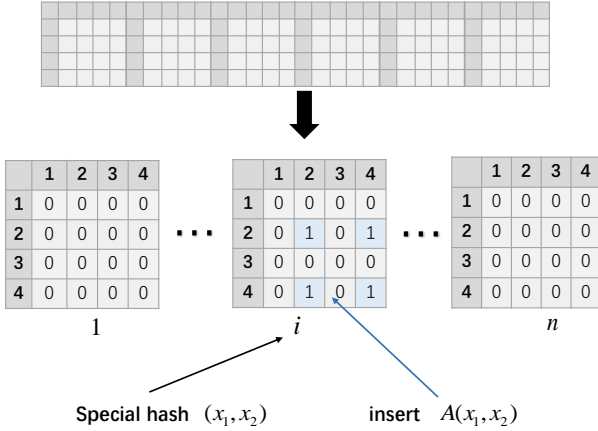 1 2 3 4
1 0 0 0 0
2 0 0 0 0
3 0 0 0 0
4 0 0 0 0
1
...
1 2 3 4
1 0 0 0 0
2 0 1 0 1
3 0 0 0 0
4 0 1 0 1
i
...
1 2 3 4
1 0 0 0 0
2 0 0 0 0
3 0 0 0 0
4 0 0 0 0
n
Special hash (x₁,x₂)
insert A(x₁,x₂)